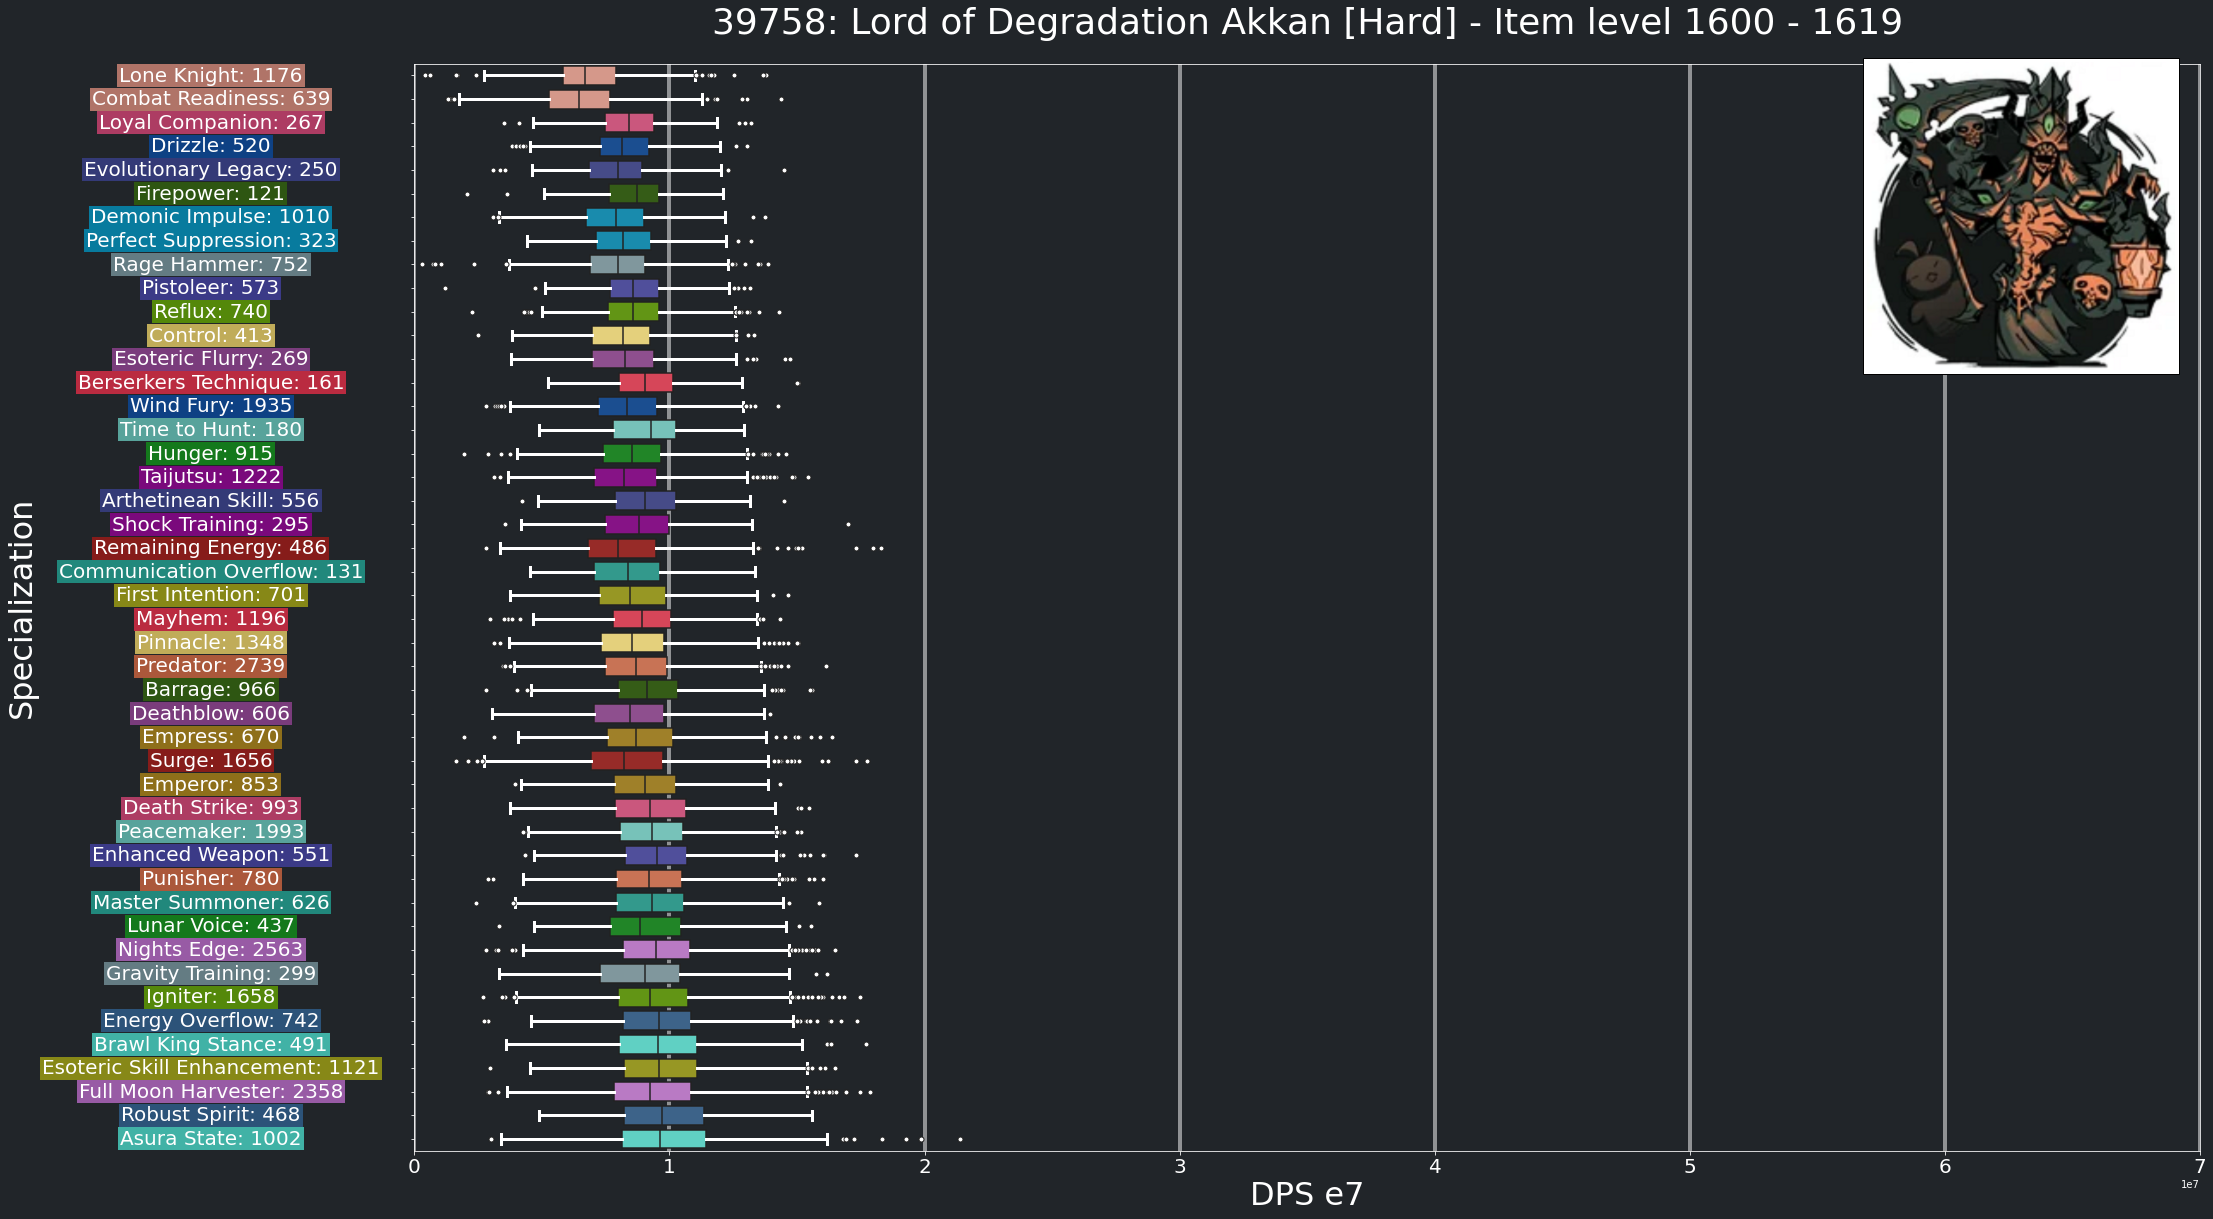 39758: Lord of Degradation Akkan [Hard] - Item level 1600 - 1619
Lone Knight: 1176
Combat Readiness: 639
Loyal Companion: 267
Drizzle: 520
Evolutionary Legacy: 250
Firepower: 121
Demonic Impulse: 1010
Perfect Suppression: 323
Rage Hammer: 752
Pistoleer: 573
Reflux: 740
Control: 413
Esoteric Flurry: 269
Berserkers Technique: 161
Wind Fury: 1935
Time to Hunt: 180
Hunger: 915
Taijutsu: 1222
Arthetinean Skill: 556
Shock Training: 295
Remaining Energy: 486
Communication Overflow: 131
First Intention: 701
Mayhem: 1196
Pinnacle: 1348
Predator: 2739
Barrage: 966
Deathblow: 606
Empress: 670
Surge: 1656
Emperor: 853
Death Strike: 993
Peacemaker: 1993
Enhanced Weapon: 551
Punisher: 780
Master Summoner: 626
Lunar Voice: 437
Nights Edge: 2563
Gravity Training: 299
Igniter: 1658
Energy Overflow: 742
Brawl King Stance: 491
Esoteric Skill Enhancement: 1121
Full Moon Harvester: 2358
Robust Spirit: 468
Asura State: 1002
Specialization
0 1 2 3 4 5 6 7
1e7
DPS e7